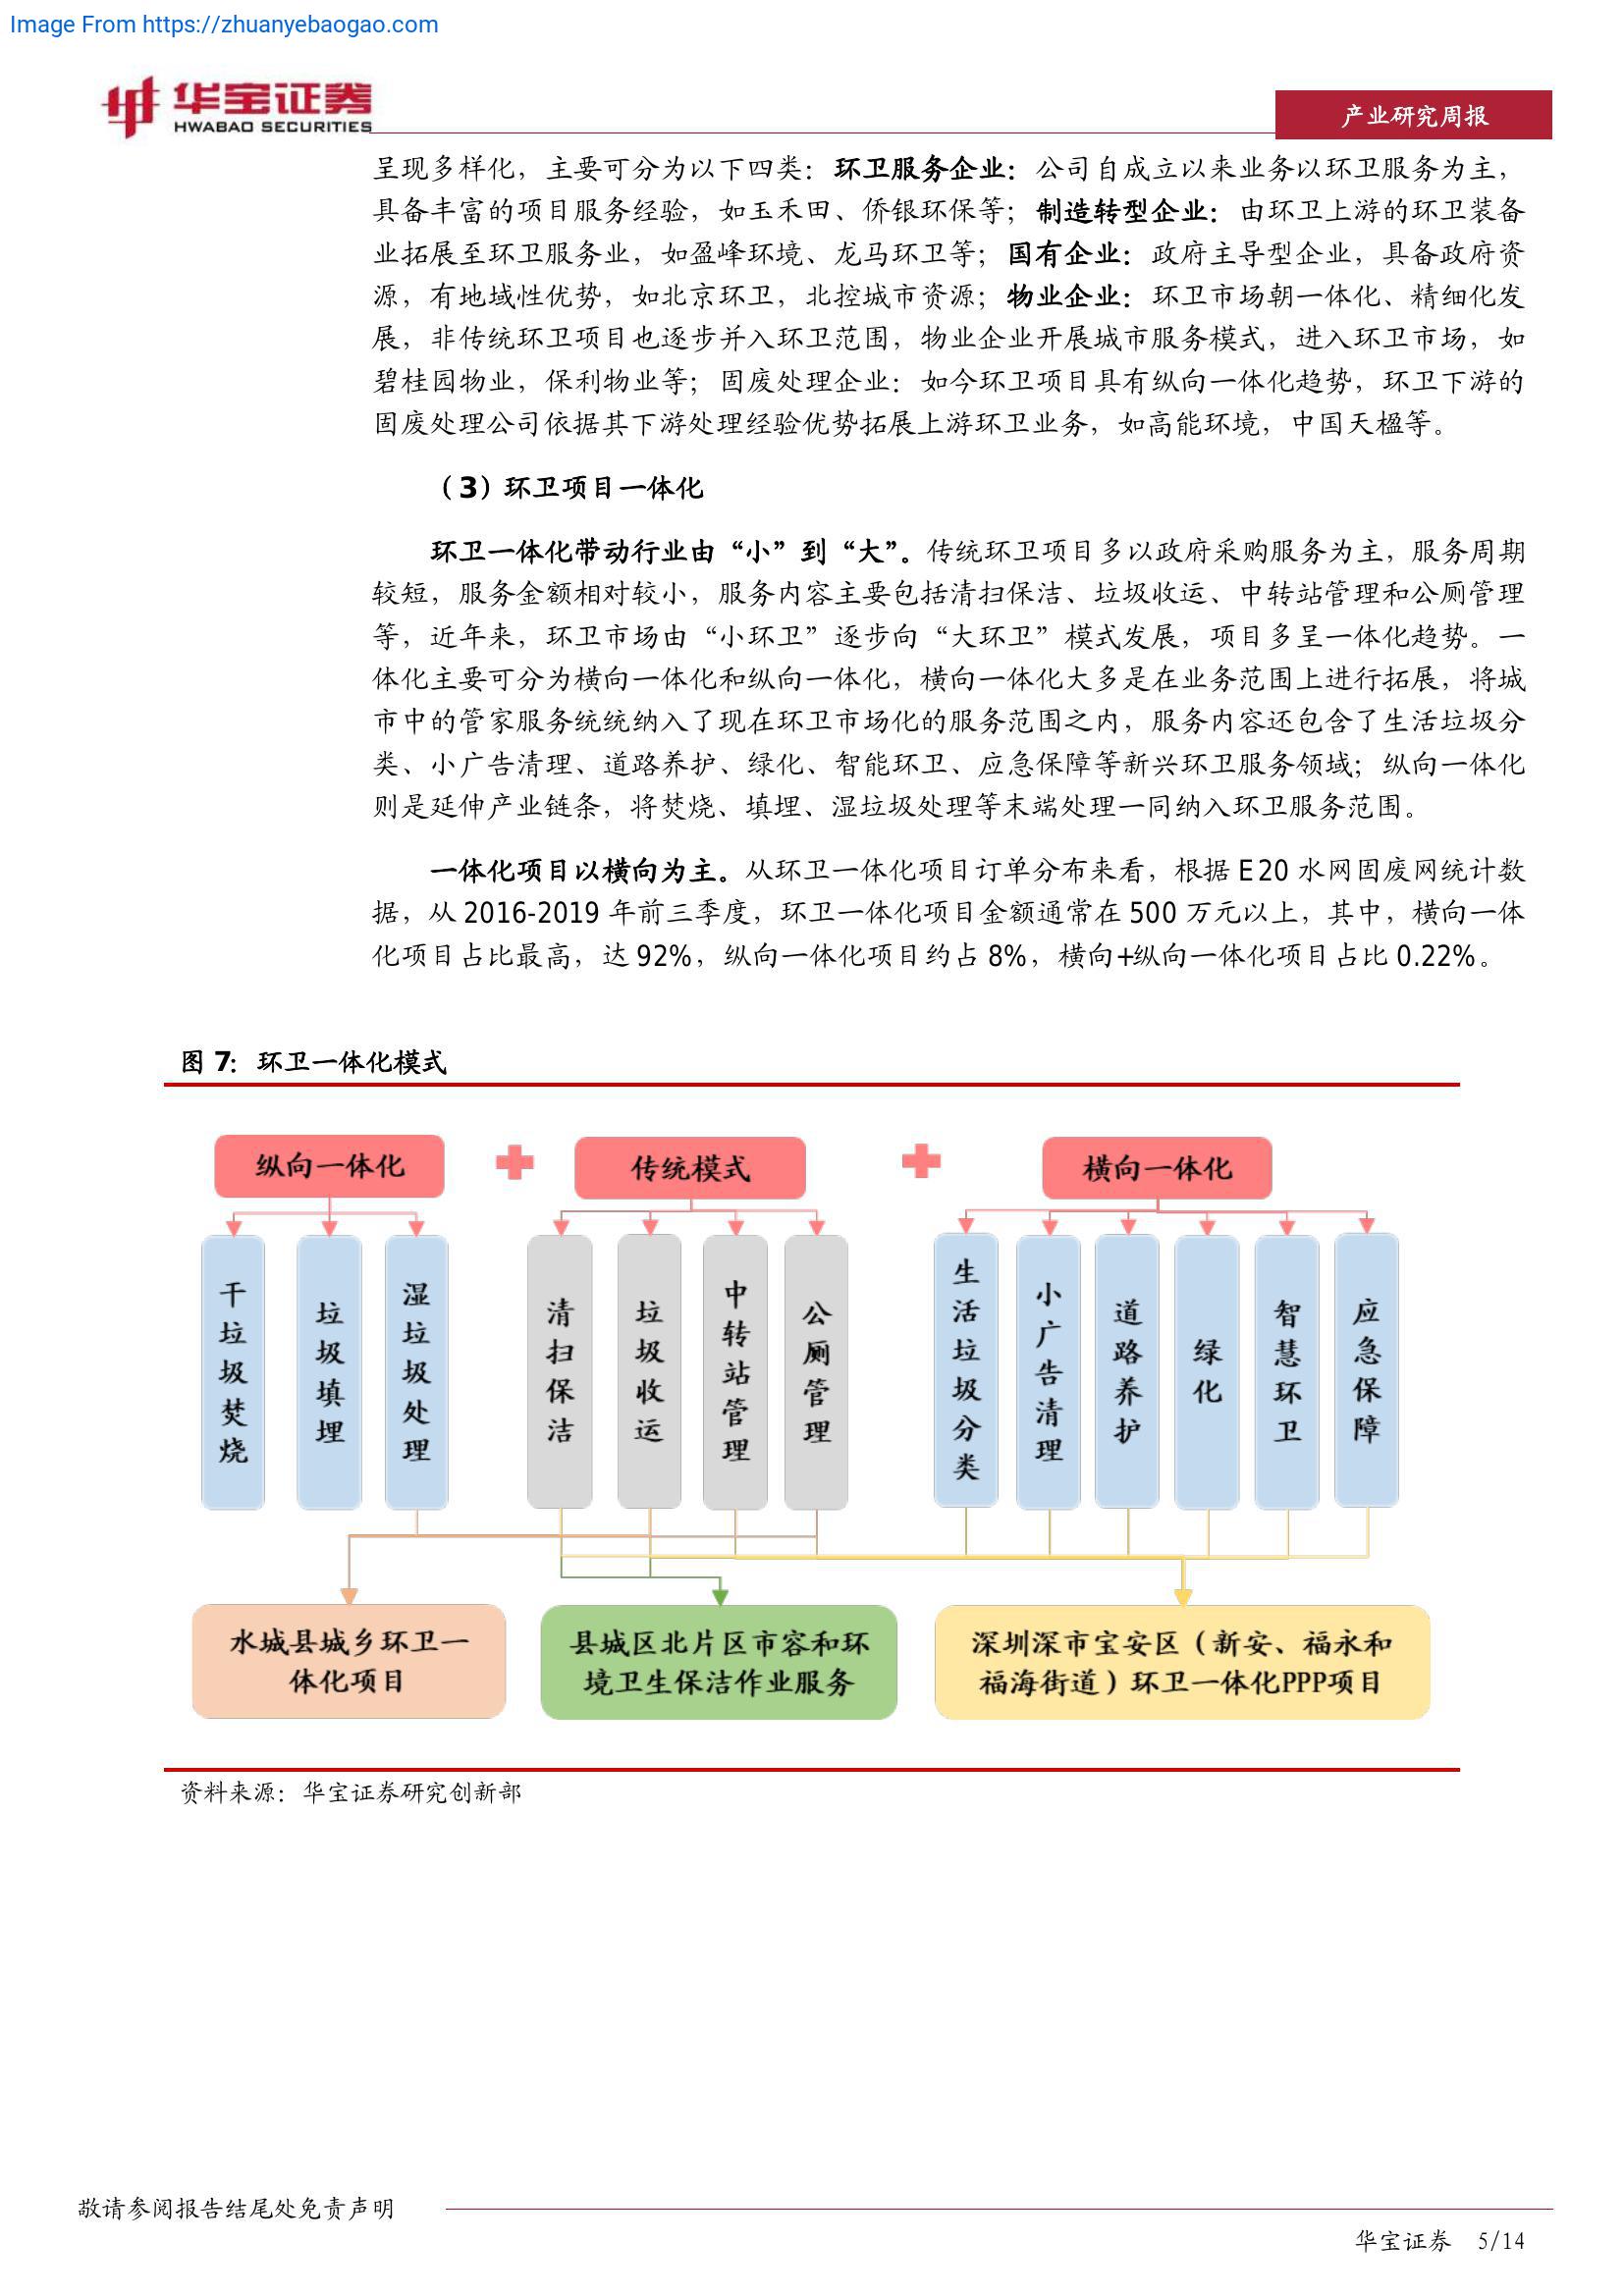 Image From https://zhuanyebaogao.com
华宝证券
HWABAO SECURITIES
产业研究周报
呈现多样化，主要可分为以下四类：环卫服务企业：公司自成立以来业务以环卫服务为主，
具备丰富的项目服务经验，如玉禾田、侨银环保等；制造转型企业：由环卫上游的环卫装备
业拓展至环卫服务业，如盈峰环境、龙马环卫等；国有企业：政府主导型企业，具备政府资
源，有地域性优势，如北京环卫，北控城市资源；物业企业：环卫市场朝一体化、精细化发
展，非传统环卫项目也逐步并入环卫范围，物业企业开展城市服务模式，进入环卫市场，如
碧桂园物业，保利物业等；固废处理企业：如今环卫项目具有纵向一体化趋势，环卫下游的
固废处理公司依据其下游处理经验优势拓展上游环卫业务，如高能环境，中国天楹等。
（3）环卫项目一体化
环卫一体化带动行业由“小”到“大”。传统环卫项目多以政府采购服务为主，服务周期
较短，服务金额相对较小，服务内容主要包括清扫保洁、垃圾收运、中转站管理和公厕管理
等，近年来，环卫市场由“小环卫”逐步向“大环卫”模式发展，项目多呈一体化趋势。一
体化主要可分为横向一体化和纵向一体化，横向一体化大多是在业务范围上进行拓展，将城
市中的管家服务统统纳入了现在环卫市场化的服务范围之内，服务内容还包含了生活垃圾分
类、小广告清理、道路养护、绿化、智能环卫、应急保障等新兴环卫服务领域；纵向一体化
则是延伸产业链条，将焚烧、填埋、湿垃圾处理等末端处理一同纳入环卫服务范围。
一体化项目以横向为主。从环卫一体化项目订单分布来看，根据 E20 水网固废网统计数
据，从 2016-2019 年前三季度，环卫一体化项目金额通常在 500 万元以上，其中，横向一体
化项目占比最高，达 92%，纵向一体化项目约占 8%，横向+纵向一体化项目占比 0.22%。
图 7：环卫一体化模式
纵向一体化
传统模式
横向一体化
干垃圾焚烧
垃圾填埋
湿垃圾处理
清扫保洁
垃圾收运
中转站管理
公厕管理
生活垃圾分类
小广告清理
道路养护
绿化
智慧环卫
应急保障
水城县城乡环卫一
体化项目
县城区北片区市容和环
境卫生保洁作业服务
深圳深市宝安区（新安、福永和
福海街道）环卫一体化PPP项目
资料来源：华宝证券研究创新部
敬请参阅报告结尾处免责声明
华宝证券 5/14